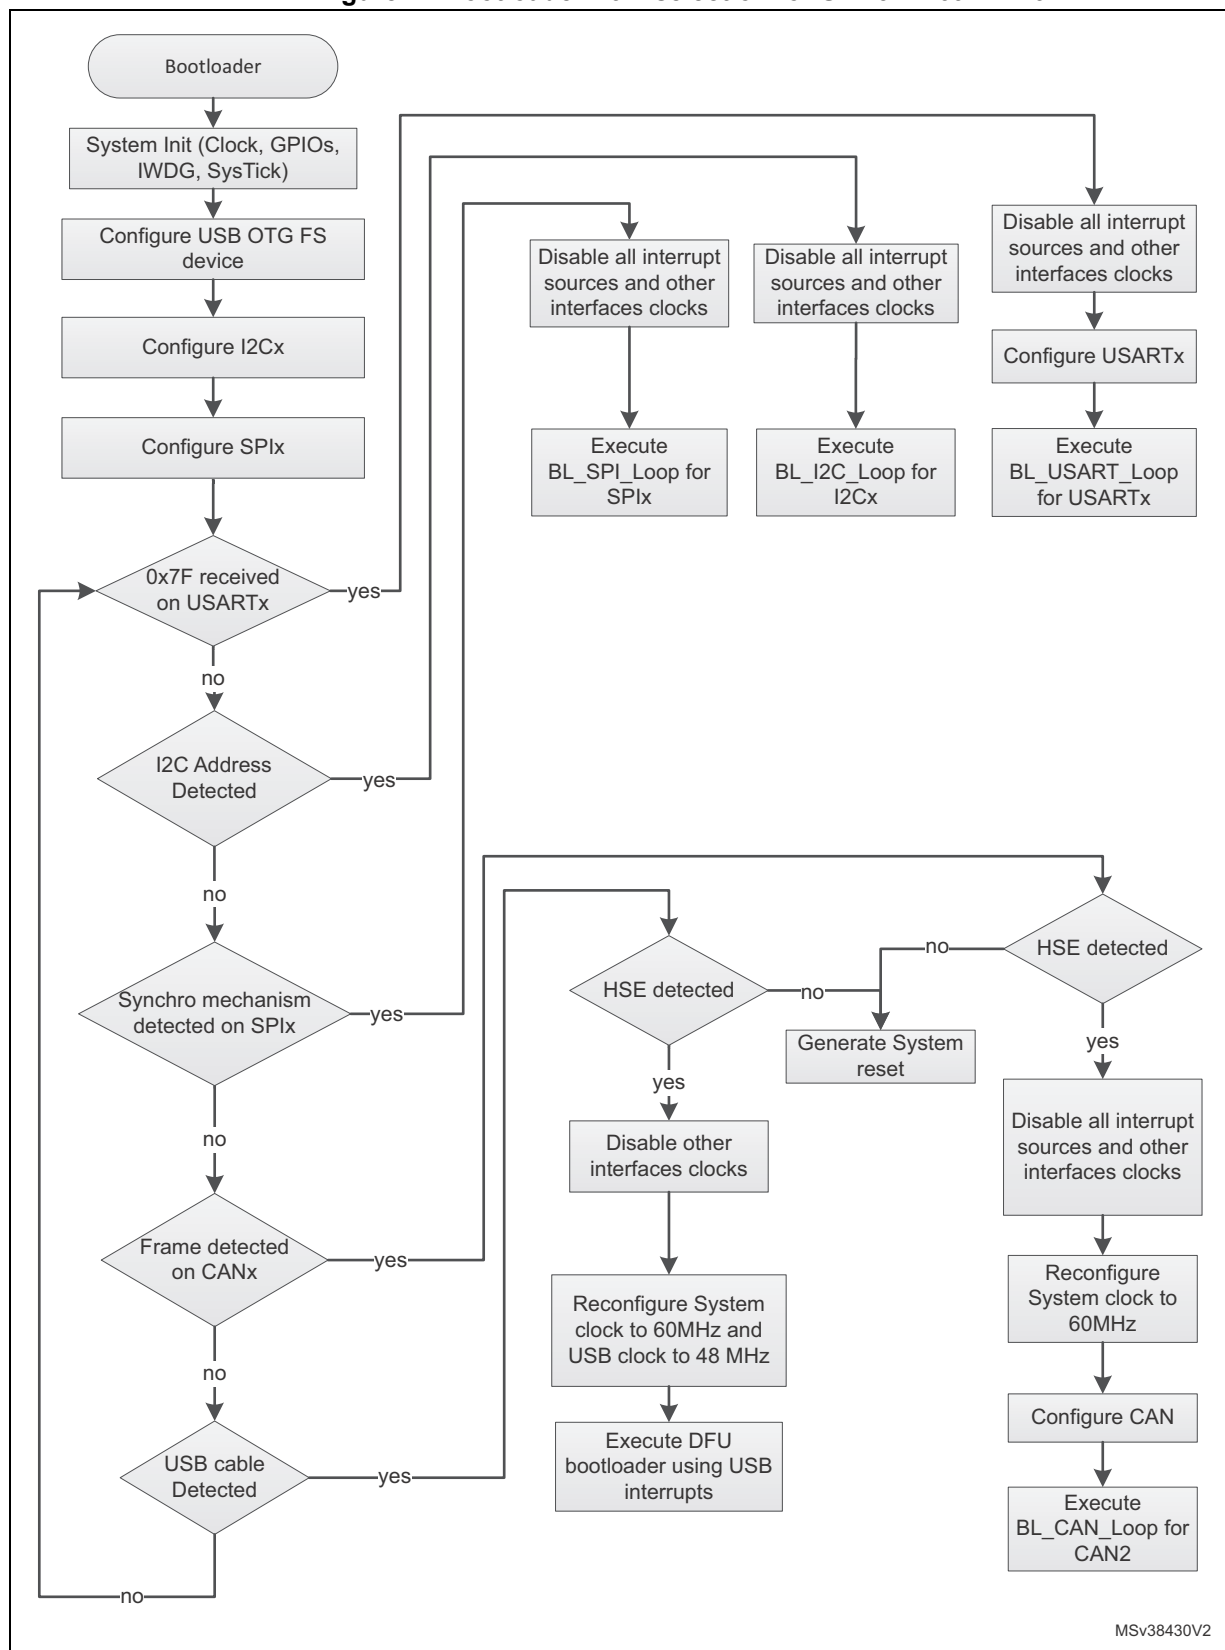 Bootloader
System Init (Clock, GPIOs,
IWDG, SysTick)
Configure USB OTG FS
device
Configure I2Cx
Configure SPIx
0x7F received
on USARTx
yes
no
I2C Address
Detected
yes
no
Synchro mechanism
detected on SPIx
yes
no
Frame detected
on CANx
yes
no
USB cable
Detected
yes
no
Disable all interrupt
sources and other
interfaces clocks
Execute
BL_SPI_Loop for
SPIx
Disable all interrupt
sources and other
interfaces clocks
Execute
BL_I2C_Loop for
I2Cx
Disable all interrupt
sources and other
interfaces clocks
Configure USARTx
Execute
BL_USART_Loop
for USARTx
HSE detected
no
yes
Disable other
interfaces clocks
Reconfigure System
clock to 60MHz and
USB clock to 48 MHz
Execute DFU
bootloader using USB
interrupts
Generate System
reset
HSE detected
no
yes
Disable all interrupt
sources and other
interfaces clocks
Reconfigure
System clock to
60MHz
Configure CAN
Execute
BL_CAN_Loop for
CAN2
MSv38430V2